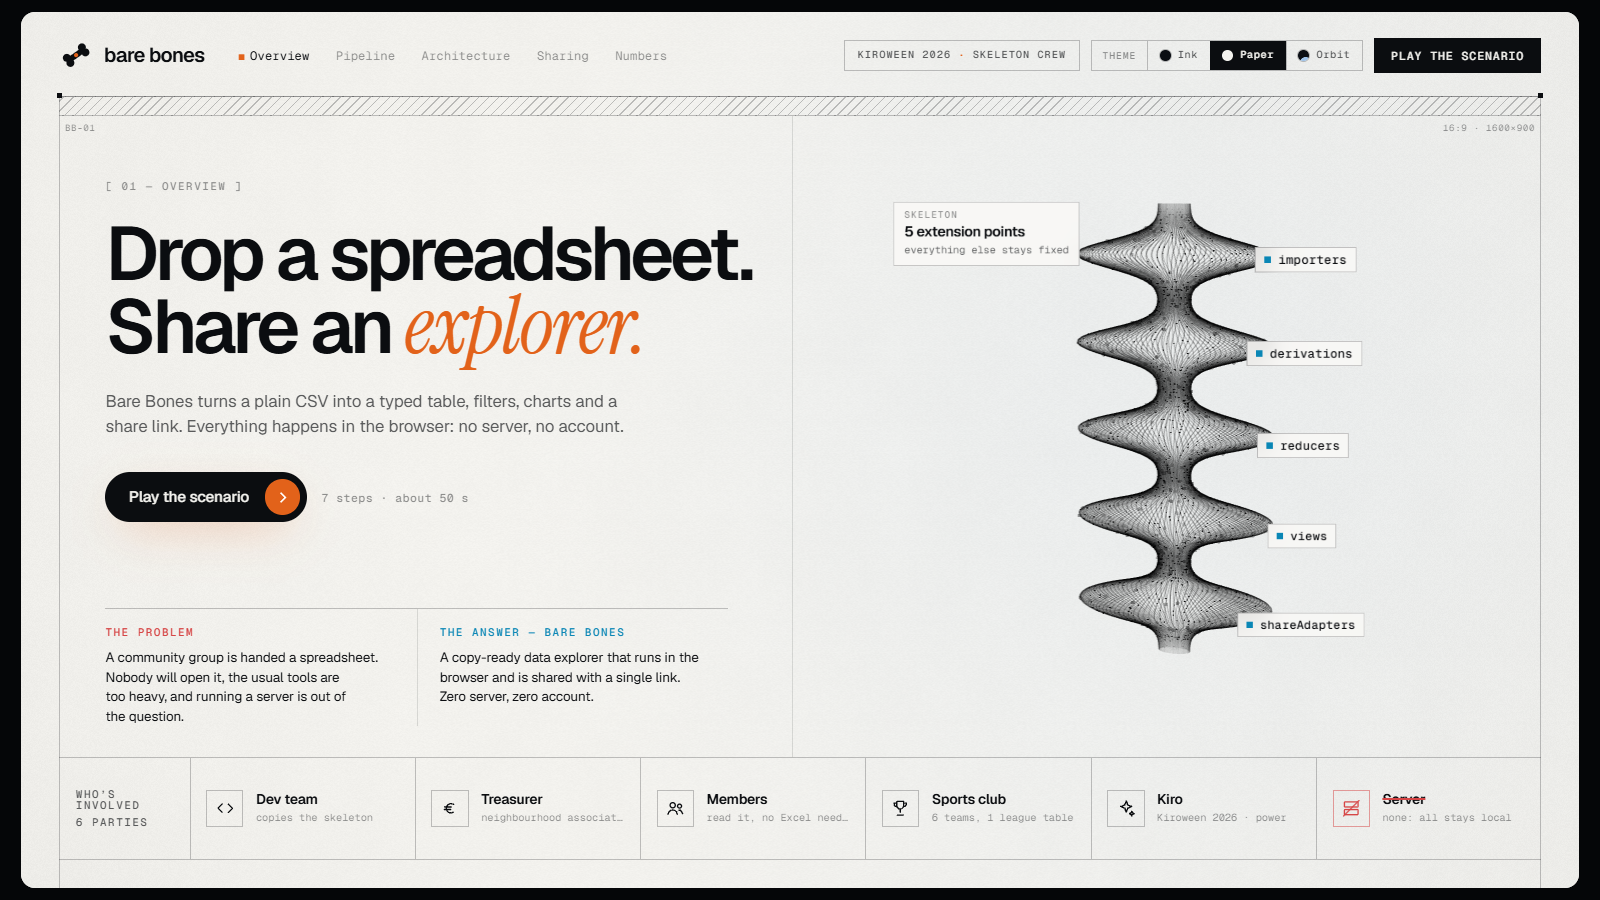 bare bones
Overview
Pipeline
Architecture
Sharing
Numbers
KIROWEEN 2026 · SKELETON CREW
THEME
Ink
Paper
Orbit
PLAY THE SCENARIO
BB-01
16:9 · 1600×900
[ 01 — OVERVIEW ]
Drop a spreadsheet.
Share an explorer.
Bare Bones turns a plain CSV into a typed table, filters, charts and a
share link. Everything happens in the browser: no server, no account.
Play the scenario
7 steps · about 50 s
SKELETON
5 extension points
everything else stays fixed
importers
derivations
reducers
views
shareAdapters
THE PROBLEM
A community group is handed a spreadsheet.
Nobody will open it, the usual tools are
too heavy, and running a server is out of
the question.
THE ANSWER — BARE BONES
A copy-ready data explorer that runs in the
browser and is shared with a single link.
Zero server, zero account.
WHO'S
INVOLVED
6 PARTIES
Dev team
copies the skeleton
Treasurer
neighbourhood associat…
Members
read it, no Excel need…
Sports club
6 teams, 1 league table
Kiro
Kiroween 2026 · power
Server
none: all stays local